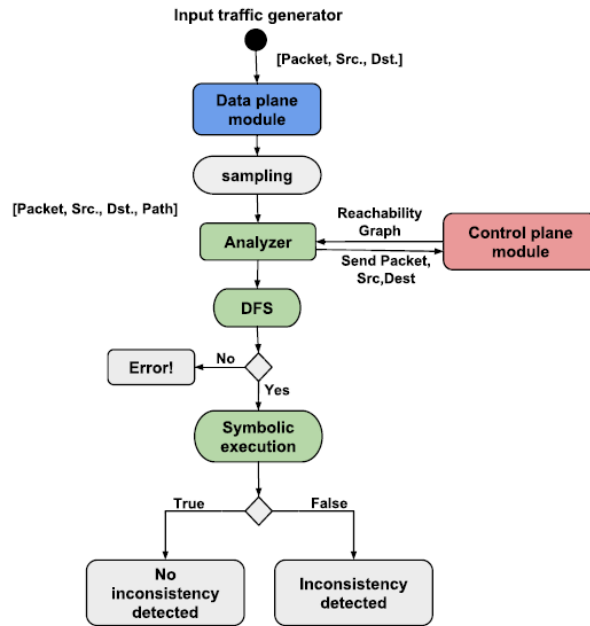 Input traffic generator
[Packet, Src., Dst.]
Data plane
module
sampling
[Packet, Src., Dst., Path]
Reachability
Graph
Analyzer
Control plane
module
Send Packet,
Src,Dest
DFS
Error!
No
Yes
Symbolic
execution
True
False
No
inconsistency
detected
Inconsistency
detected